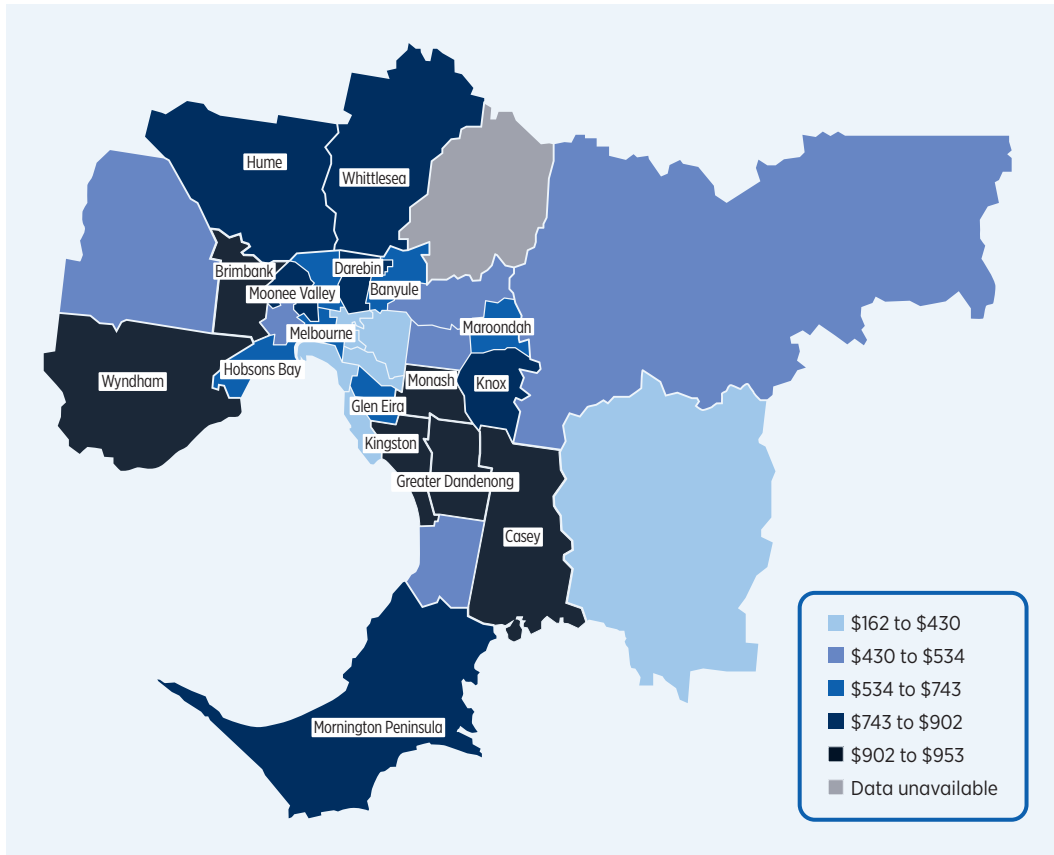 Hume
Whittlesea
Brimbank
Darebin
Moonee Valley
Banyule
Melbourne
Maroondah
Hobsons Bay
Wyndham
Monash
Knox
Glen Eira
Kingston
Greater Dandenong
Casey
Mornington Peninsula
$162 to $430
$430 to $534
$534 to $743
$743 to $902
$902 to $953
Data unavailable